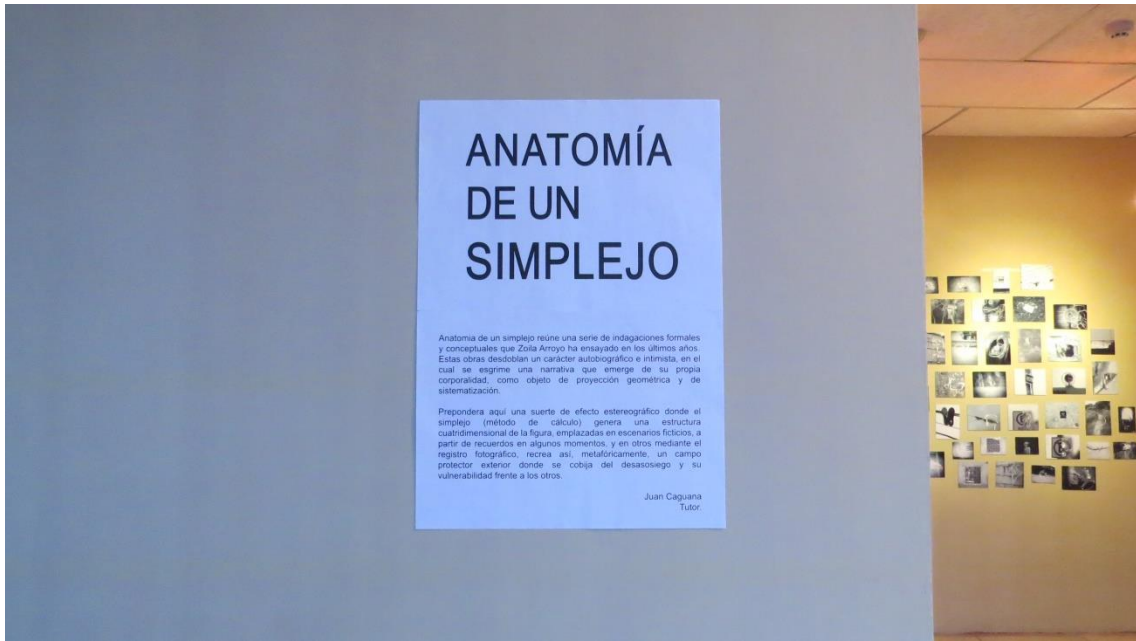 ANATOMÍA
DE UN
SIMPLEJO
Anatomia de un simplejo reúne una serie de indagaciones formales
y conceptuales que Zoila Arroyo ha ensayado en los últimos años.
Estas obras desdoblan un carácter autobiográfico e intimista, en el
cual se esgrime una narrativa que emerge de su propia
corporalidad, como objeto de proyección geométrica y de
sistematización.
Prepondera aquí una suerte de efecto estereográfico donde el
simplejo (método de cálculo) genera una estructura
cuatridimensional de la figura, emplazadas en escenarios ficticios, a
partir de recuerdos en algunos momentos, y en otros mediante el
registro fotográfico, recrea así, metafóricamente, un campo
protector exterior donde se cobija del desasosiego y su
vulnerabilidad frente a los otros.
Juan Caguana
Tutor.